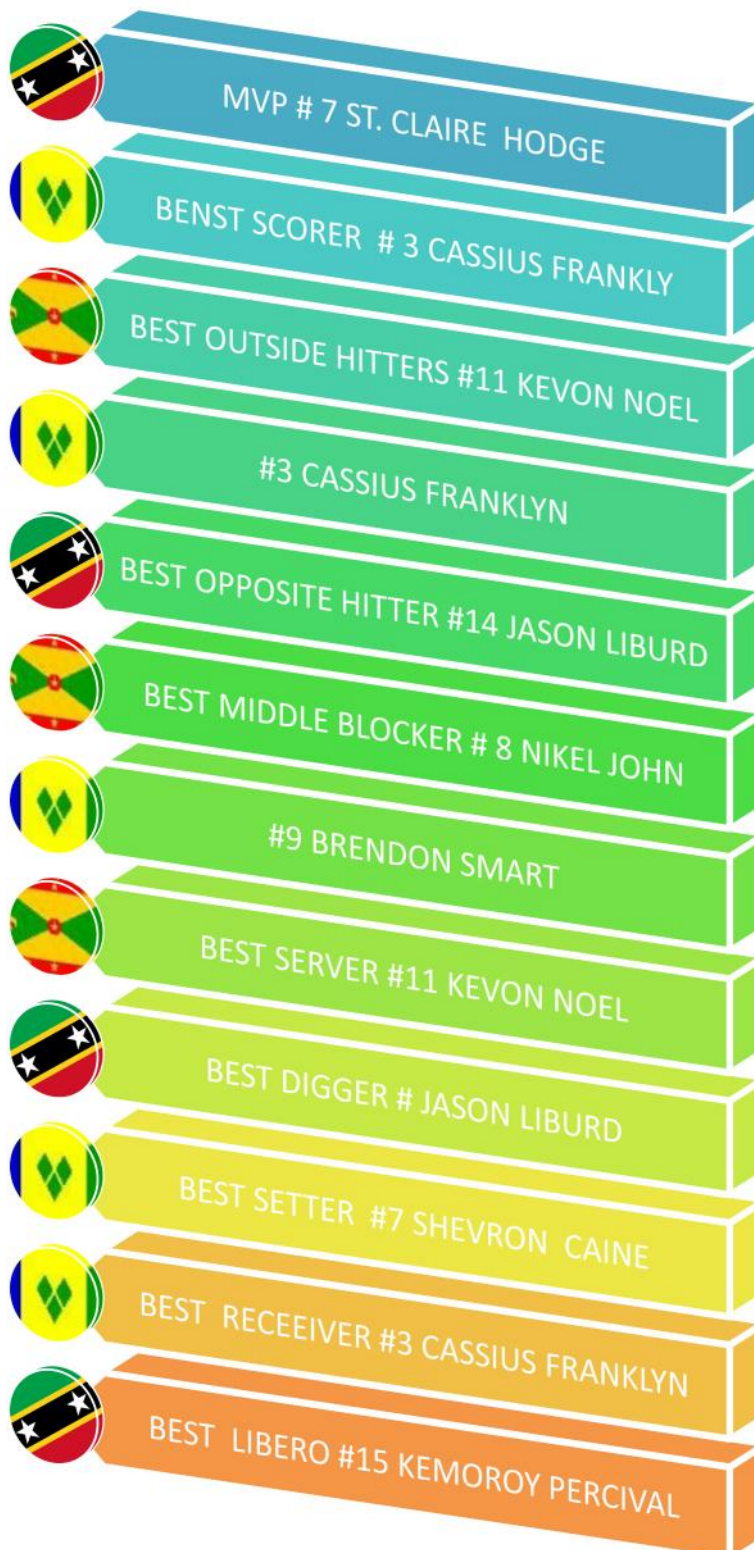 MVP # 7 ST. CLAIRE HODGE
BENST SCORER # 3 CASSIUS FRANKLY
BEST OUTSIDE HITTERS #11 KEVON NOEL
#3 CASSIUS FRANKLYN
BEST OPPOSITE HITTER #14 JASON LIBURD
BEST MIDDLE BLOCKER # 8 NIKEL JOHN
#9 BRENDON SMART
BEST SERVER #11 KEVON NOEL
BEST DIGGER # JASON LIBURD
BEST SETTER #7 SHEVRON CAINE
BEST RECEEIVER #3 CASSIUS FRANKLYN
BEST LIBERO #15 KEMOROY PERCIVAL